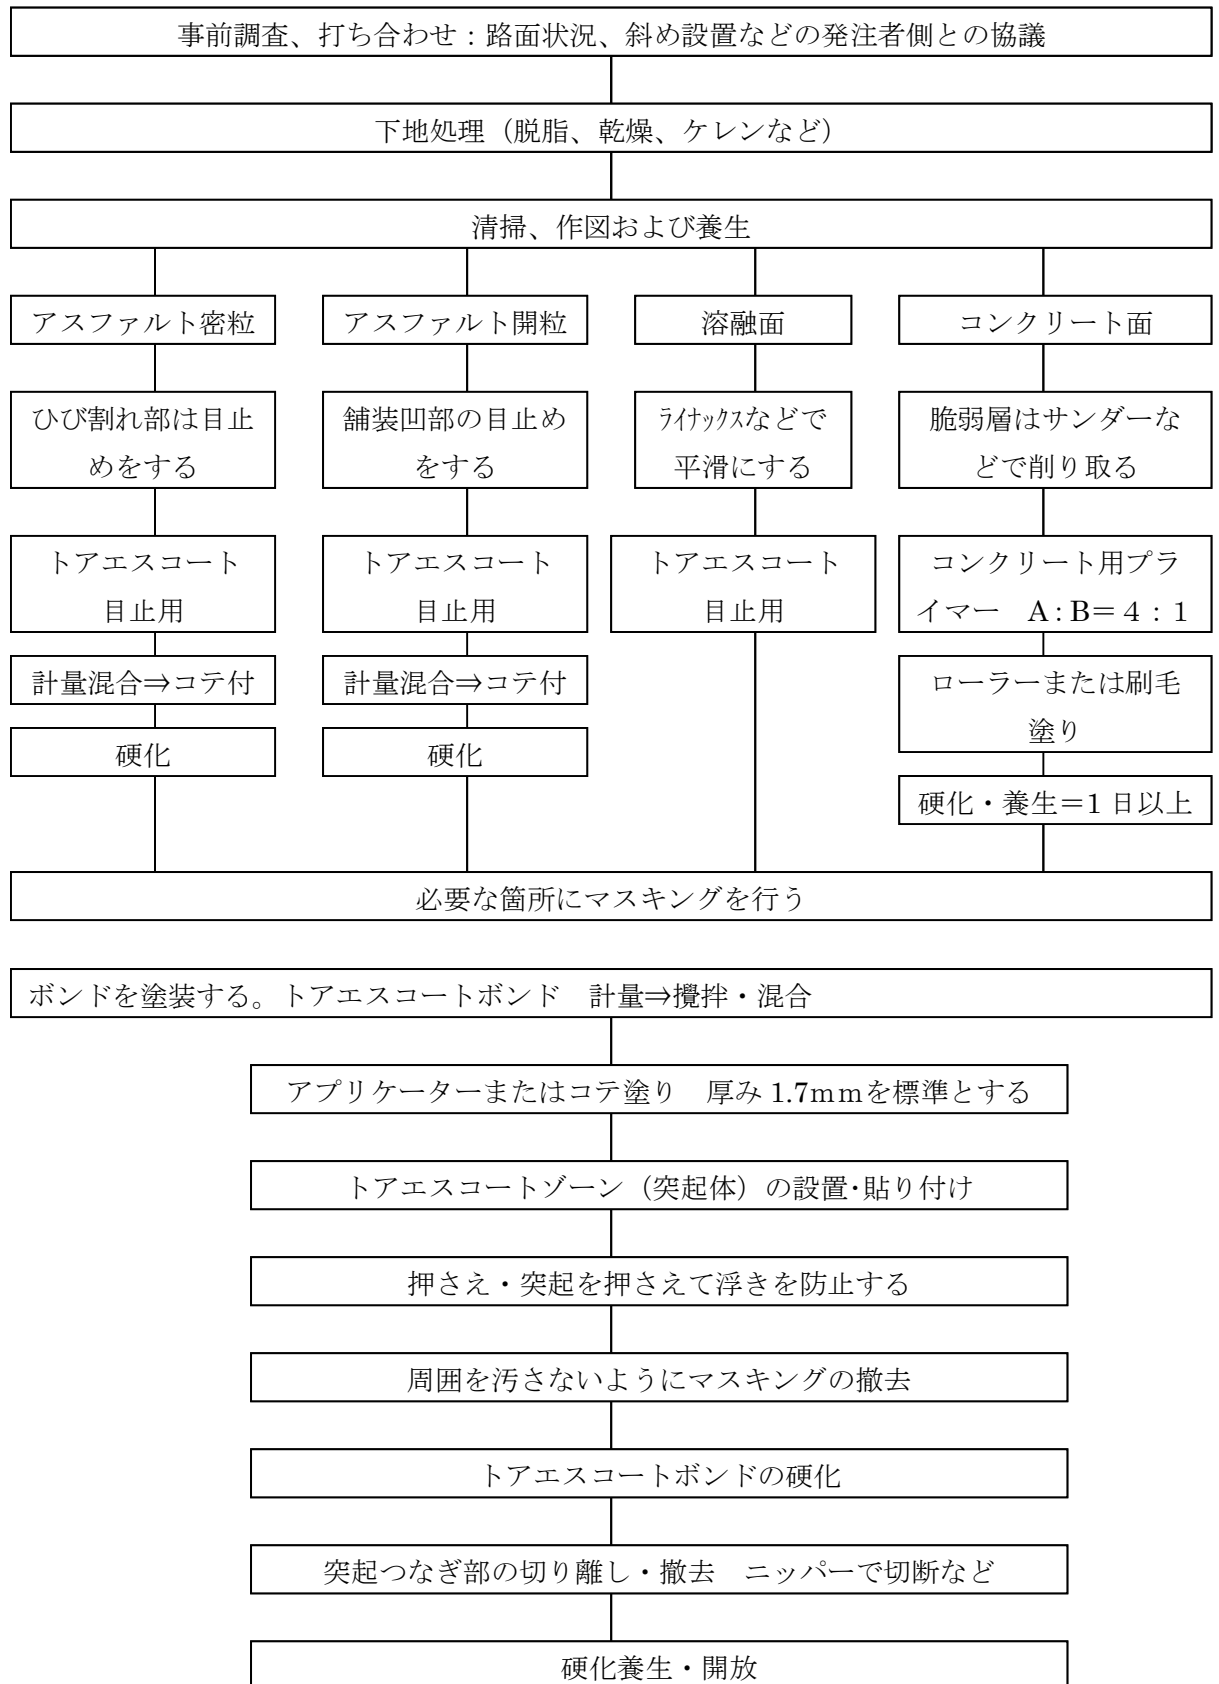 事前調査、打ち合わせ：路面状況、斜め設置などの発注者側との協議
下地処理（脱脂、乾燥、ケレンなど）
清掃、作図および養生
アスファルト密粒
ひび割れ部は目止
めをする
トアエスコート
目止用
計量混合⇒コテ付
硬化
アスファルト開粒
舗装凹部の目止め
をする
トアエスコート
目止用
計量混合⇒コテ付
硬化
溶融面
ﾗｲﾅｯｸｽなどで
平滑にする
トアエスコート
目止用
コンクリート面
脆弱層はサンダーな
どで削り取る
コンクリート用プラ
イマー　A:B＝４：１
ローラーまたは刷毛
塗り
硬化・養生＝1 日以上
必要な箇所にマスキングを行う
ボンドを塗装する。トアエスコートボンド　計量⇒攪拌・混合
アプリケーターまたはコテ塗り　厚み 1.7ｍｍを標準とする
トアエスコートゾーン（突起体）の設置･貼り付け
押さえ・突起を押さえて浮きを防止する
周囲を汚さないようにマスキングの撤去
トアエスコートボンドの硬化
突起つなぎ部の切り離し・撤去　ニッパーで切断など
硬化養生・開放